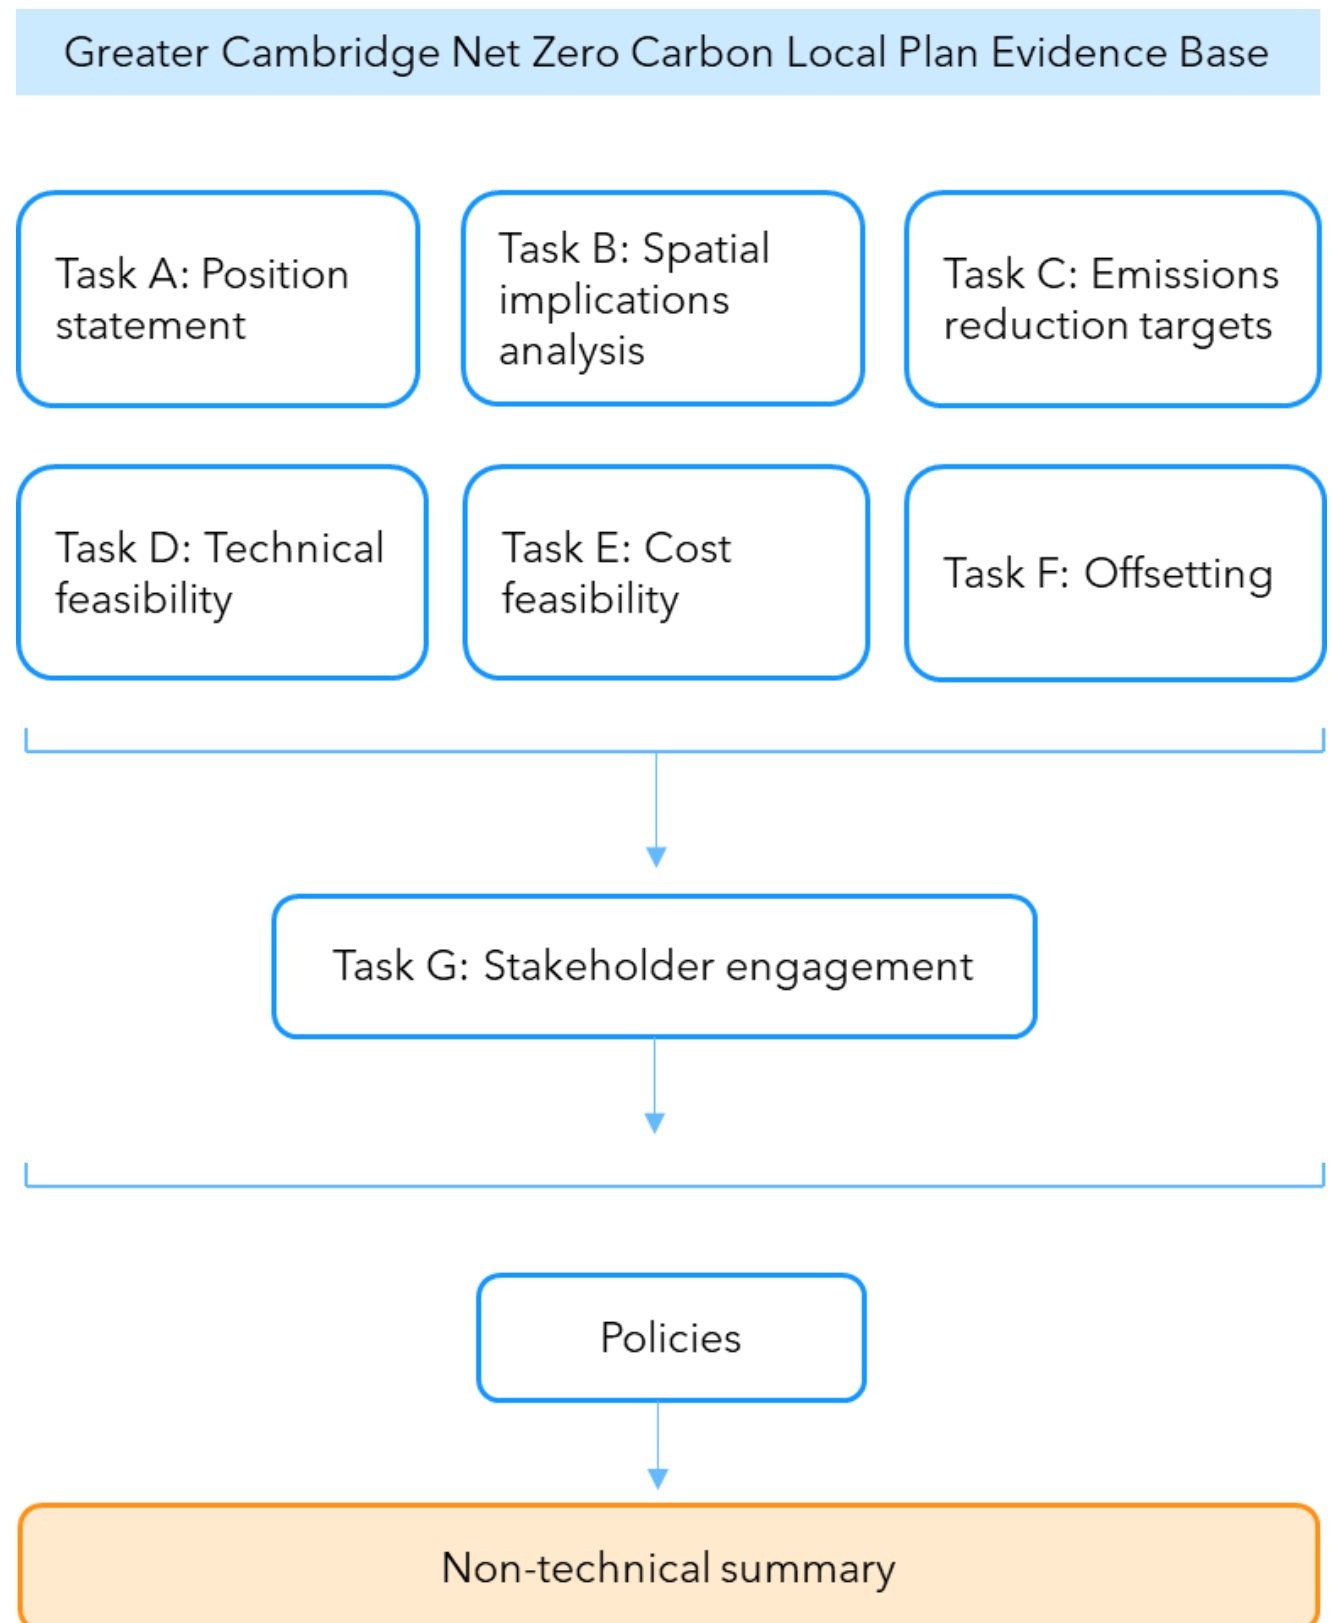 Greater Cambridge Net Zero Carbon Local Plan Evidence Base
Task A: Position
statement
Task B: Spatial
implications
analysis
Task C: Emissions
reduction targets
Task D: Technical
feasibility
Task E: Cost
feasibility
Task F: Offsetting
Task G: Stakeholder engagement
Policies
Non-technical summary